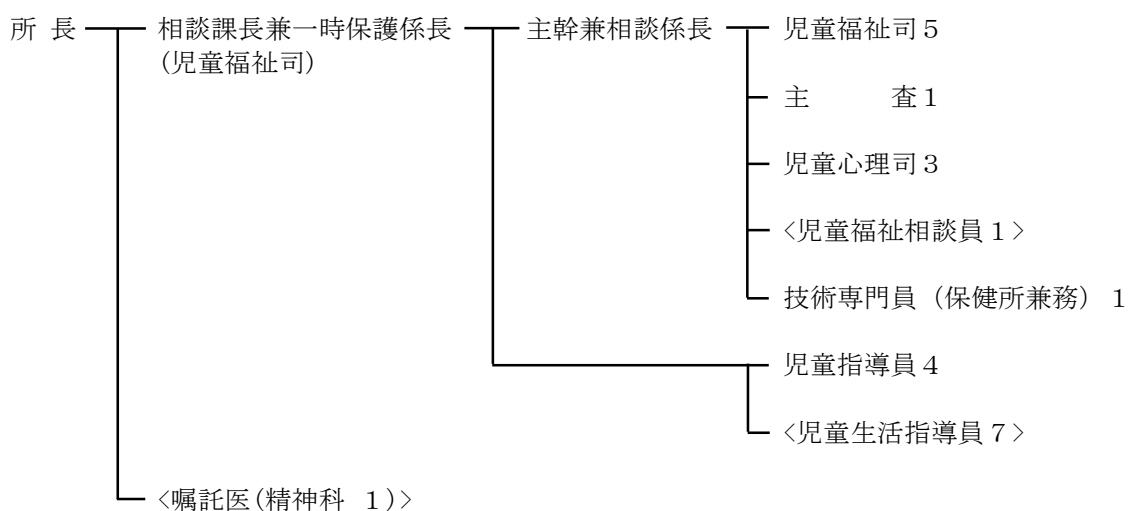 所 長 相談課長兼一時保護係長 主幹兼相談係長 児童福祉司５
(児童福祉司)
主　　査１
児童心理司３
<児童福祉相談員１>
技術専門員（保健所兼務）１
児童指導員４
<児童生活指導員７>
<嘱託医(精神科　１)>